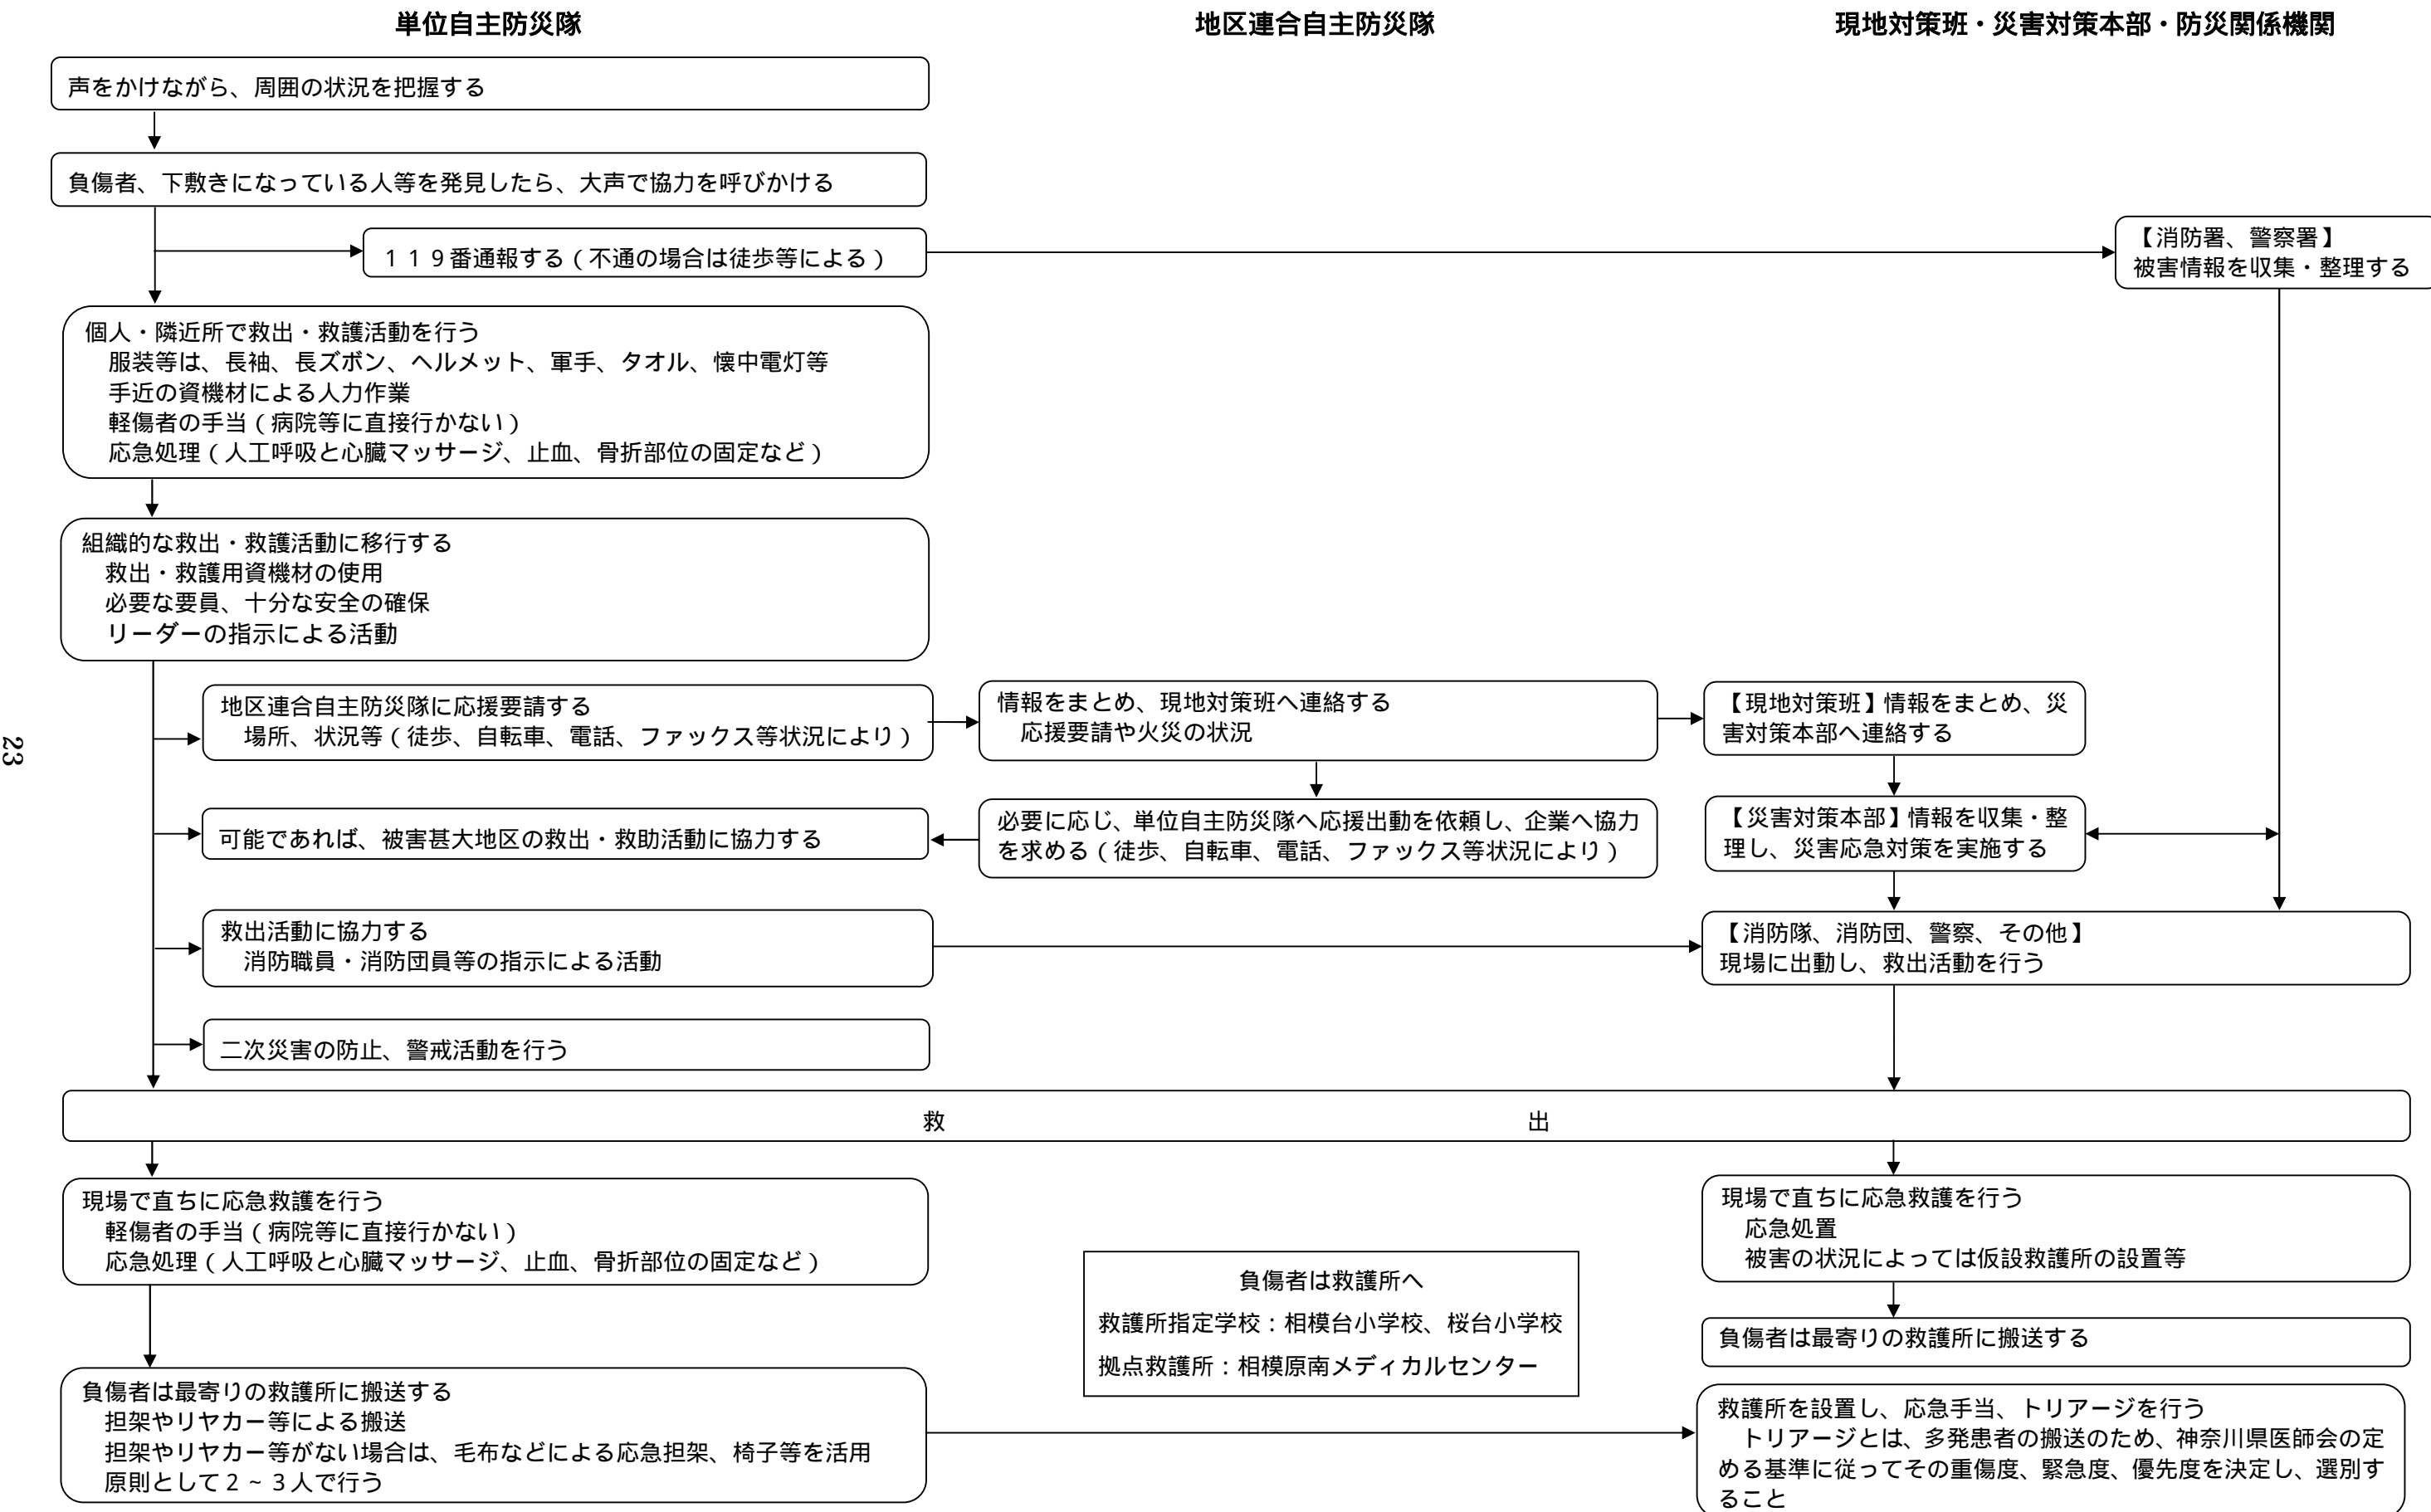 単位自主防災隊
地区連合自主防災隊
現地対策班・災害対策本部・防災関係機関
声をかけながら、周囲の状況を把握する
負傷者、下敷きになっている人等を発見したら、大声で協力を呼びかける
119番通報する（不通の場合は徒歩等による）
【消防署、警察署】
被害情報を収集・整理する
個人・隣近所で救出・救護活動を行う
服装等は、長袖、長ズボン、ヘルメット、軍手、タオル、懐中電灯等
手近の資機材による人力作業
軽傷者の手当（病院等に直接行かない）
応急処理（人工呼吸と心臓マッサージ、止血、骨折部位の固定など）
組織的な救出・救護活動に移行する
救出・救護用資機材の使用
必要な要員、十分な安全の確保
リーダーの指示による活動
地区連合自主防災隊に応援要請する
場所、状況等（徒歩、自転車、電話、ファックス等状況により）
情報をまとめ、現地対策班へ連絡する
応援要請や火災の状況
【現地対策班】情報をまとめ、災
害対策本部へ連絡する
可能であれば、被害甚大地区の救出・救助活動に協力する
必要に応じ、単位自主防災隊へ応援出動を依頼し、企業へ協力
を求める（徒歩、自転車、電話、ファックス等状況により）
【災害対策本部】情報を収集・整
理し、災害応急対策を実施する
救出活動に協力する
消防職員・消防団員等の指示による活動
【消防隊、消防団、警察、その他】
現場に出動し、救出活動を行う
二次災害の防止、警戒活動を行う
救 出
現場で直ちに応急救護を行う
軽傷者の手当（病院等に直接行かない）
応急処理（人工呼吸と心臓マッサージ、止血、骨折部位の固定など）
負傷者は救護所へ
救護所指定学校：相模台小学校、桜台小学校
拠点救護所：相模原南メディカルセンター
現場で直ちに応急救護を行う
応急処置
被害の状況によっては仮設救護所の設置等
負傷者は最寄りの救護所に搬送する
負傷者は最寄りの救護所に搬送する
担架やリヤカー等による搬送
担架やリヤカー等がない場合は、毛布などによる応急担架、椅子等を活用
原則として2～3人で行う
救護所を設置し、応急手当、トリアージを行う
トリアージとは、多発患者の搬送のため、神奈川県医師会の定
める基準に従ってその重傷度、緊急度、優先度を決定し、選別す
ること
23